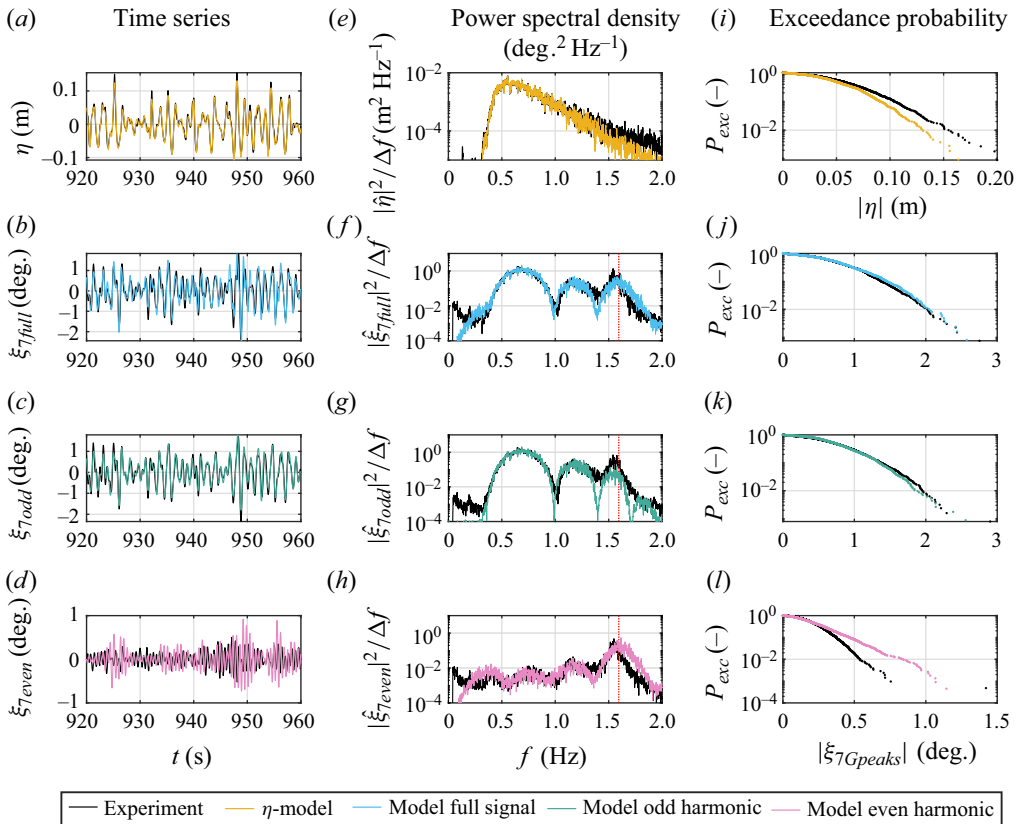 (a) Time series (e) Power spectral density (i) Exceedance probability
(deg.² Hz⁻¹)
η (m)
0.1
0
−0.1
920 930 940 950 960
|η̂|² / Δf (m² Hz⁻¹)
10⁻²
10⁻⁴
0 0.5 1.0 1.5 2.0
P_exc (−)
10⁰
10⁻²
0 0.05 0.10 0.15 0.20
|η| (m)
(b) (f) (j)
ξ_7full (deg.)
1
0
−1
−2
920 930 940 950 960
|ξ̂_7full|² / Δf
10⁰
10⁻²
10⁻⁴
0 0.5 1.0 1.5 2.0
P_exc (−)
10⁰
10⁻²
0 1 2 3
(c) (g) (k)
ξ_7odd (deg.)
1
0
−1
−2
920 930 940 950 960
|ξ̂_7odd|² / Δf
10⁰
10⁻²
10⁻⁴
0 0.5 1.0 1.5 2.0
P_exc (−)
10⁰
10⁻²
0 1 2 3
(d) (h) (l)
ξ_7even (deg.)
1
0
−1
920 930 940 950 960
t (s)
|ξ̂_7even|² / Δf
10⁰
10⁻²
10⁻⁴
0 0.5 1.0 1.5 2.0
f (Hz)
P_exc (−)
10⁰
10⁻²
10⁻⁴
0 0.5 1.0 1.5
|ξ_7Gpeaks| (deg.)
Experiment η-model Model full signal Model odd harmonic Model even harmonic